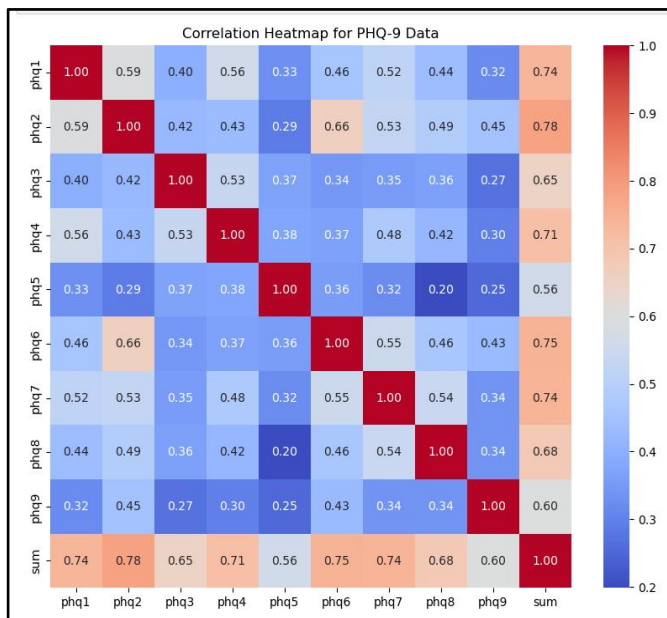 Correlation Heatmap for PHQ-9 Data
phq1 1.00 0.59 0.40 0.56 0.33 0.46 0.52 0.44 0.32 0.74
phq2 0.59 1.00 0.42 0.43 0.29 0.66 0.53 0.49 0.45 0.78
phq3 0.40 0.42 1.00 0.53 0.37 0.34 0.35 0.36 0.27 0.65
phq4 0.56 0.43 0.53 1.00 0.38 0.37 0.48 0.42 0.30 0.71
phq5 0.33 0.29 0.37 0.38 1.00 0.36 0.32 0.20 0.25 0.56
phq6 0.46 0.66 0.34 0.37 0.36 1.00 0.55 0.46 0.43 0.75
phq7 0.52 0.53 0.35 0.48 0.32 0.55 1.00 0.54 0.34 0.74
phq8 0.44 0.49 0.36 0.42 0.20 0.46 0.54 1.00 0.34 0.68
phq9 0.32 0.45 0.27 0.30 0.25 0.43 0.34 0.34 1.00 0.60
sum 0.74 0.78 0.65 0.71 0.56 0.75 0.74 0.68 0.60 1.00
phq1 phq2 phq3 phq4 phq5 phq6 phq7 phq8 phq9 sum
1.0
0.9
0.8
0.7
0.6
0.5
0.4
0.3
0.2